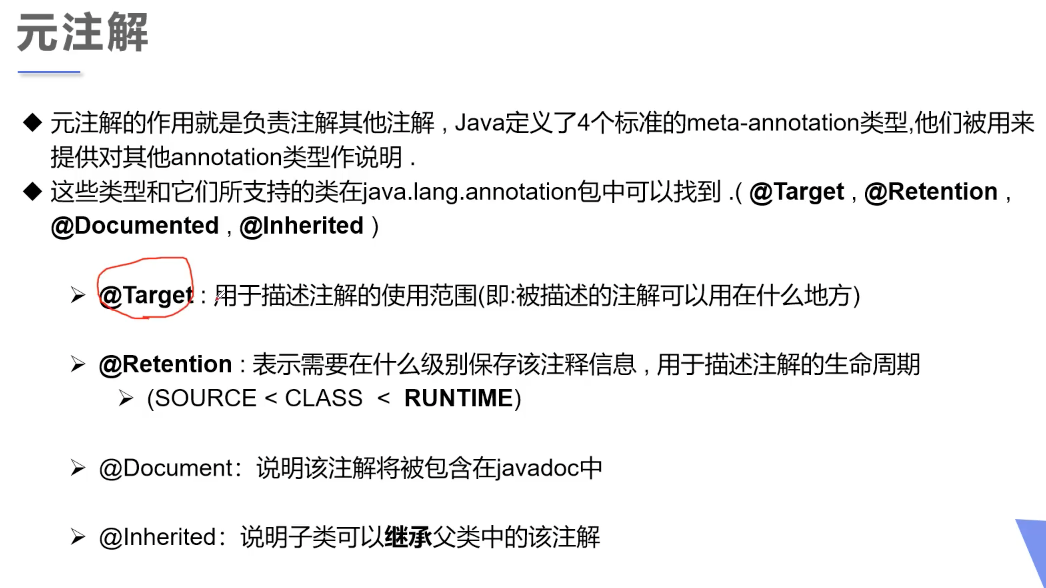 元注解
◆ 元注解的作用就是负责注解其他注解 , Java定义了4个标准的meta-annotation类型,他们被用来
提供对其他annotation类型作说明 .
◆ 这些类型和它们所支持的类在java.lang.annotation包中可以找到 .( @Target , @Retention ,
@Documented , @Inherited )
➢ @Target : 用于描述注解的使用范围(即:被描述的注解可以用在什么地方)
➢ @Retention : 表示需要在什么级别保存该注释信息 , 用于描述注解的生命周期
➢ (SOURCE < CLASS < RUNTIME)
➢ @Document：说明该注解将被包含在javadoc中
➢ @Inherited：说明子类可以继承父类中的该注解